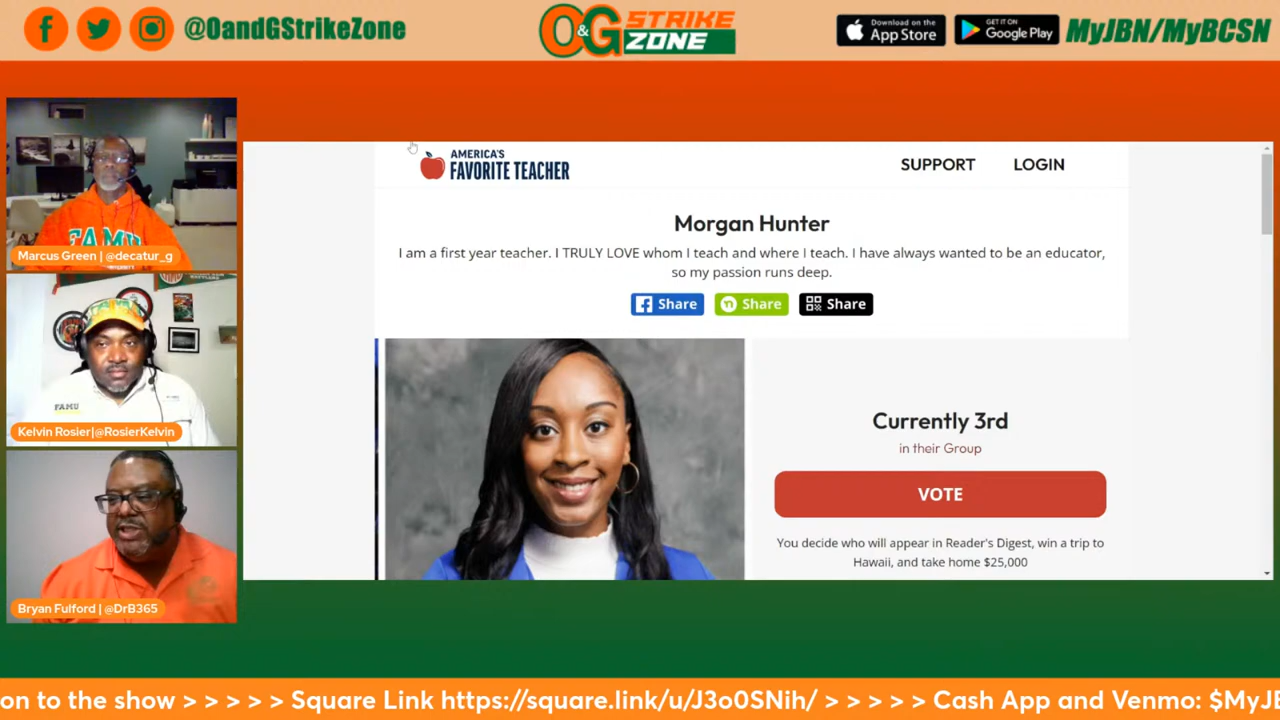 @OandGStrikeZone
O&G STRIKE
ZONE
Download on the
App Store
GET IT ON
Google Play
MyJBN/MyBCSN
FAMU
Marcus Green | @decatur_g
FAMU
Kelvin Rosier|@RosierKelvin
Bryan Fulford | @DrB365
AMERICA'S
FAVORITE TEACHER
SUPPORT
LOGIN
Morgan Hunter
I am a first year teacher. I TRULY LOVE whom I teach and where I teach. I have always wanted to be an educator,
so my passion runs deep.
Share
Share
Share
Currently 3rd
in their Group
VOTE
You decide who will appear in Reader's Digest, win a trip to
Hawaii, and take home $25,000
on to the show > > > > > Square Link https://square.link/u/J3o0SNih/ > > > > > Cash App and Venmo: $MyJB